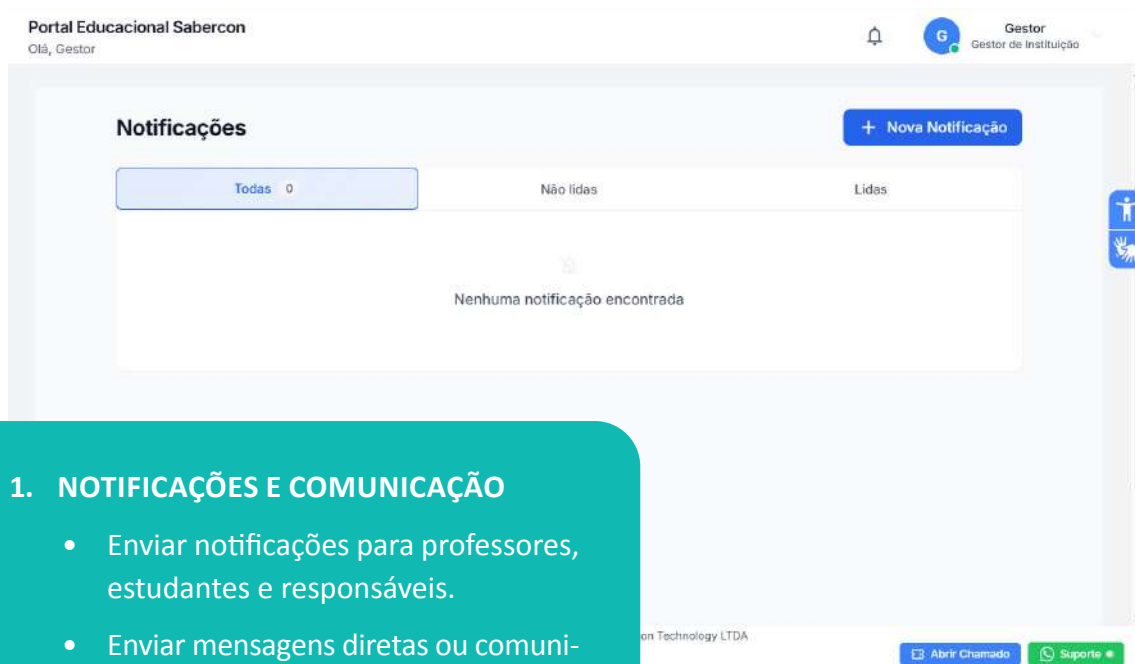 Portal Educacional Sabercon
Olá, Gestor
G
Gestor
Gestor de Instituição
Notificações
+ Nova Notificação
Todas 0
Não lidas
Lidas
Nenhuma notificação encontrada
1. NOTIFICAÇÕES E COMUNICAÇÃO
• Enviar notificações para professores,
estudantes e responsáveis.
• Enviar mensagens diretas ou comuni-
on Technology LTDA
Abrir Chamado
Suporte